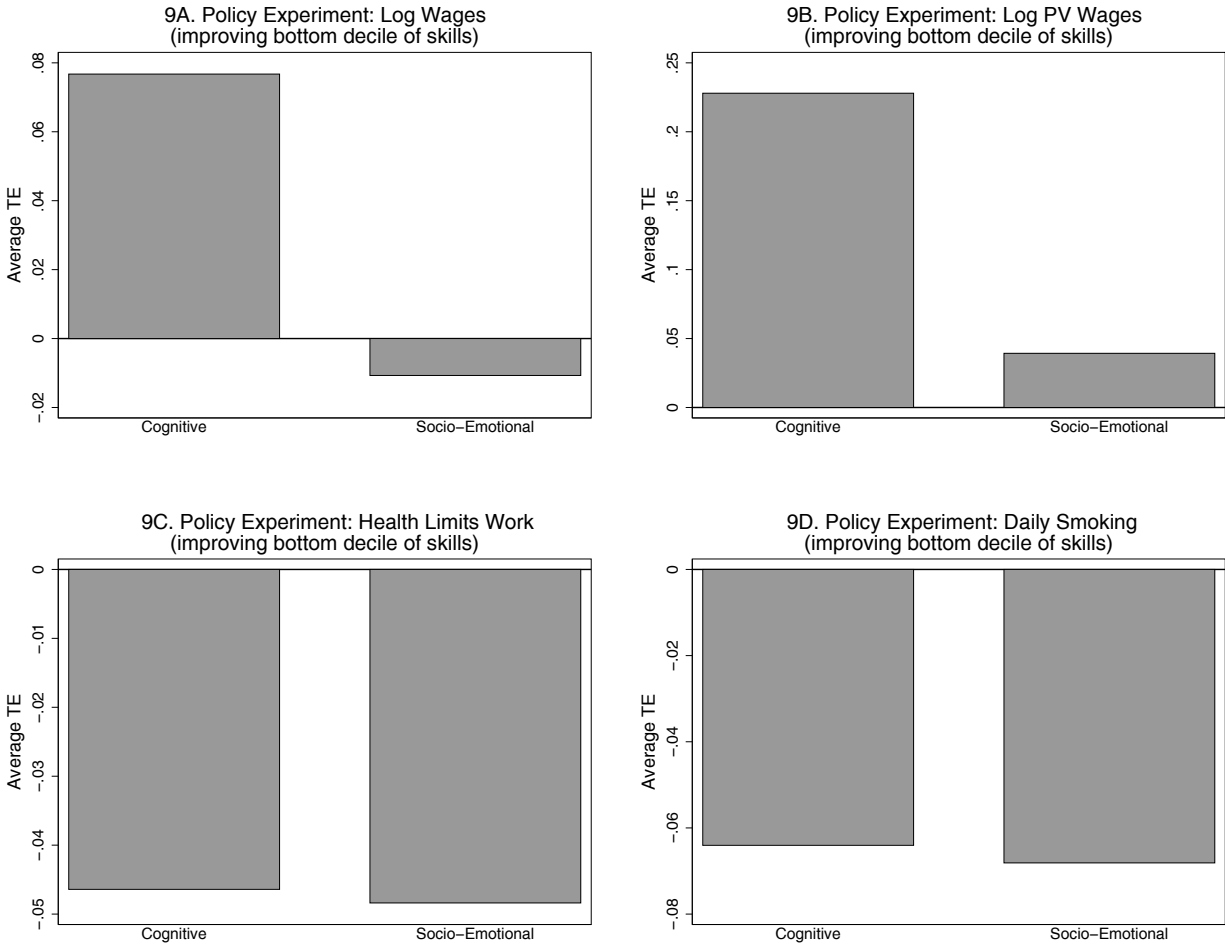 9A. Policy Experiment: Log Wages
(improving bottom decile of skills)
Average TE
.08
.06
.04
.02
0
−.02
Cognitive
Socio−Emotional
9B. Policy Experiment: Log PV Wages
(improving bottom decile of skills)
Average TE
.25
.2
.15
.1
.05
0
Cognitive
Socio−Emotional
9C. Policy Experiment: Health Limits Work
(improving bottom decile of skills)
Average TE
0
−.01
−.02
−.03
−.04
−.05
Cognitive
Socio−Emotional
9D. Policy Experiment: Daily Smoking
(improving bottom decile of skills)
Average TE
0
−.02
−.04
−.06
−.08
Cognitive
Socio−Emotional